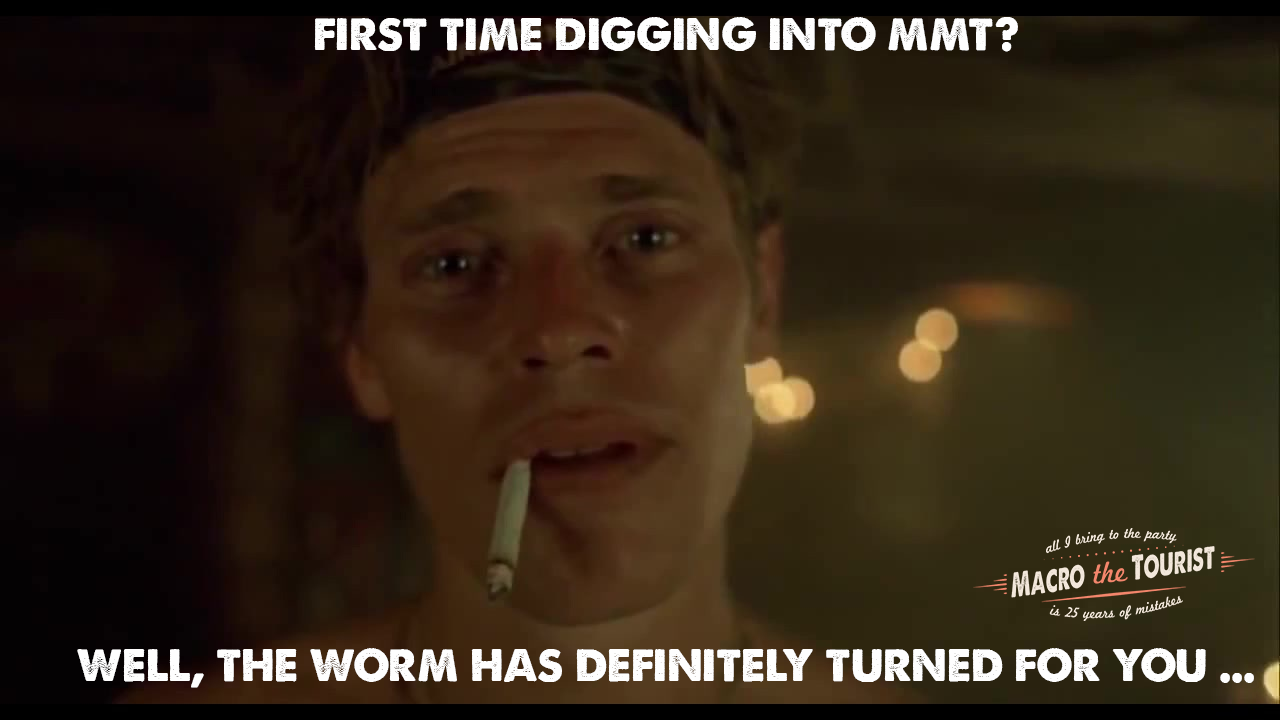 FIRST TIME DIGGING INTO MMT?
all I bring to the party
MACRO the TOURIST
is 25 years of mistakes
WELL, THE WORM HAS DEFINITELY TURNED FOR YOU ...